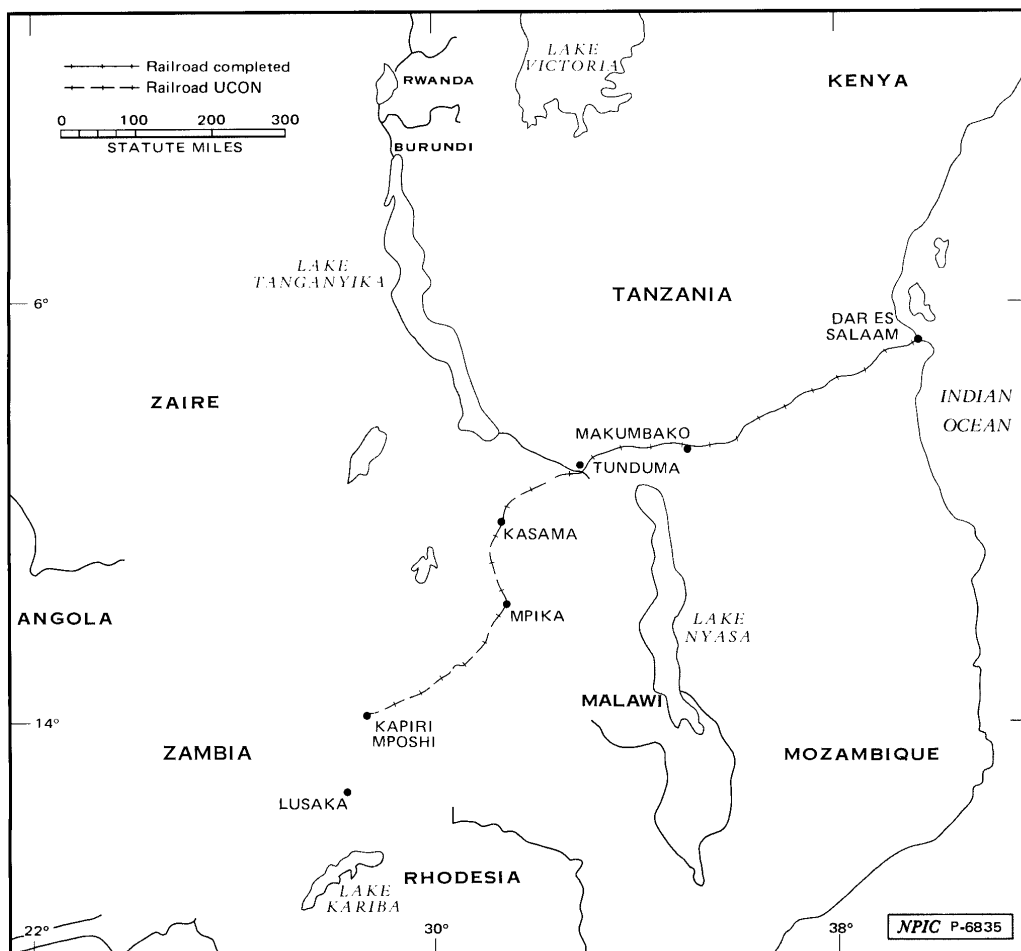 Railroad completed
Railroad UCON
0 100 200 300
STATUTE MILES
LAKE
VICTORIA
KENYA
RWANDA
BURUNDI
LAKE
TANGANYIKA
6°
TANZANIA
DAR ES
SALAAM
ZAIRE
INDIAN
OCEAN
MAKUMBAKO
TUNDUMA
KASAMA
ANGOLA
MPIKA
LAKE
NYASA
MALAWI
14°
KAPIRI
MPOSHI
ZAMBIA
MOZAMBIQUE
LUSAKA
RHODESIA
LAKE
KARIBA
22°
30°
38°
NPIC P-6835